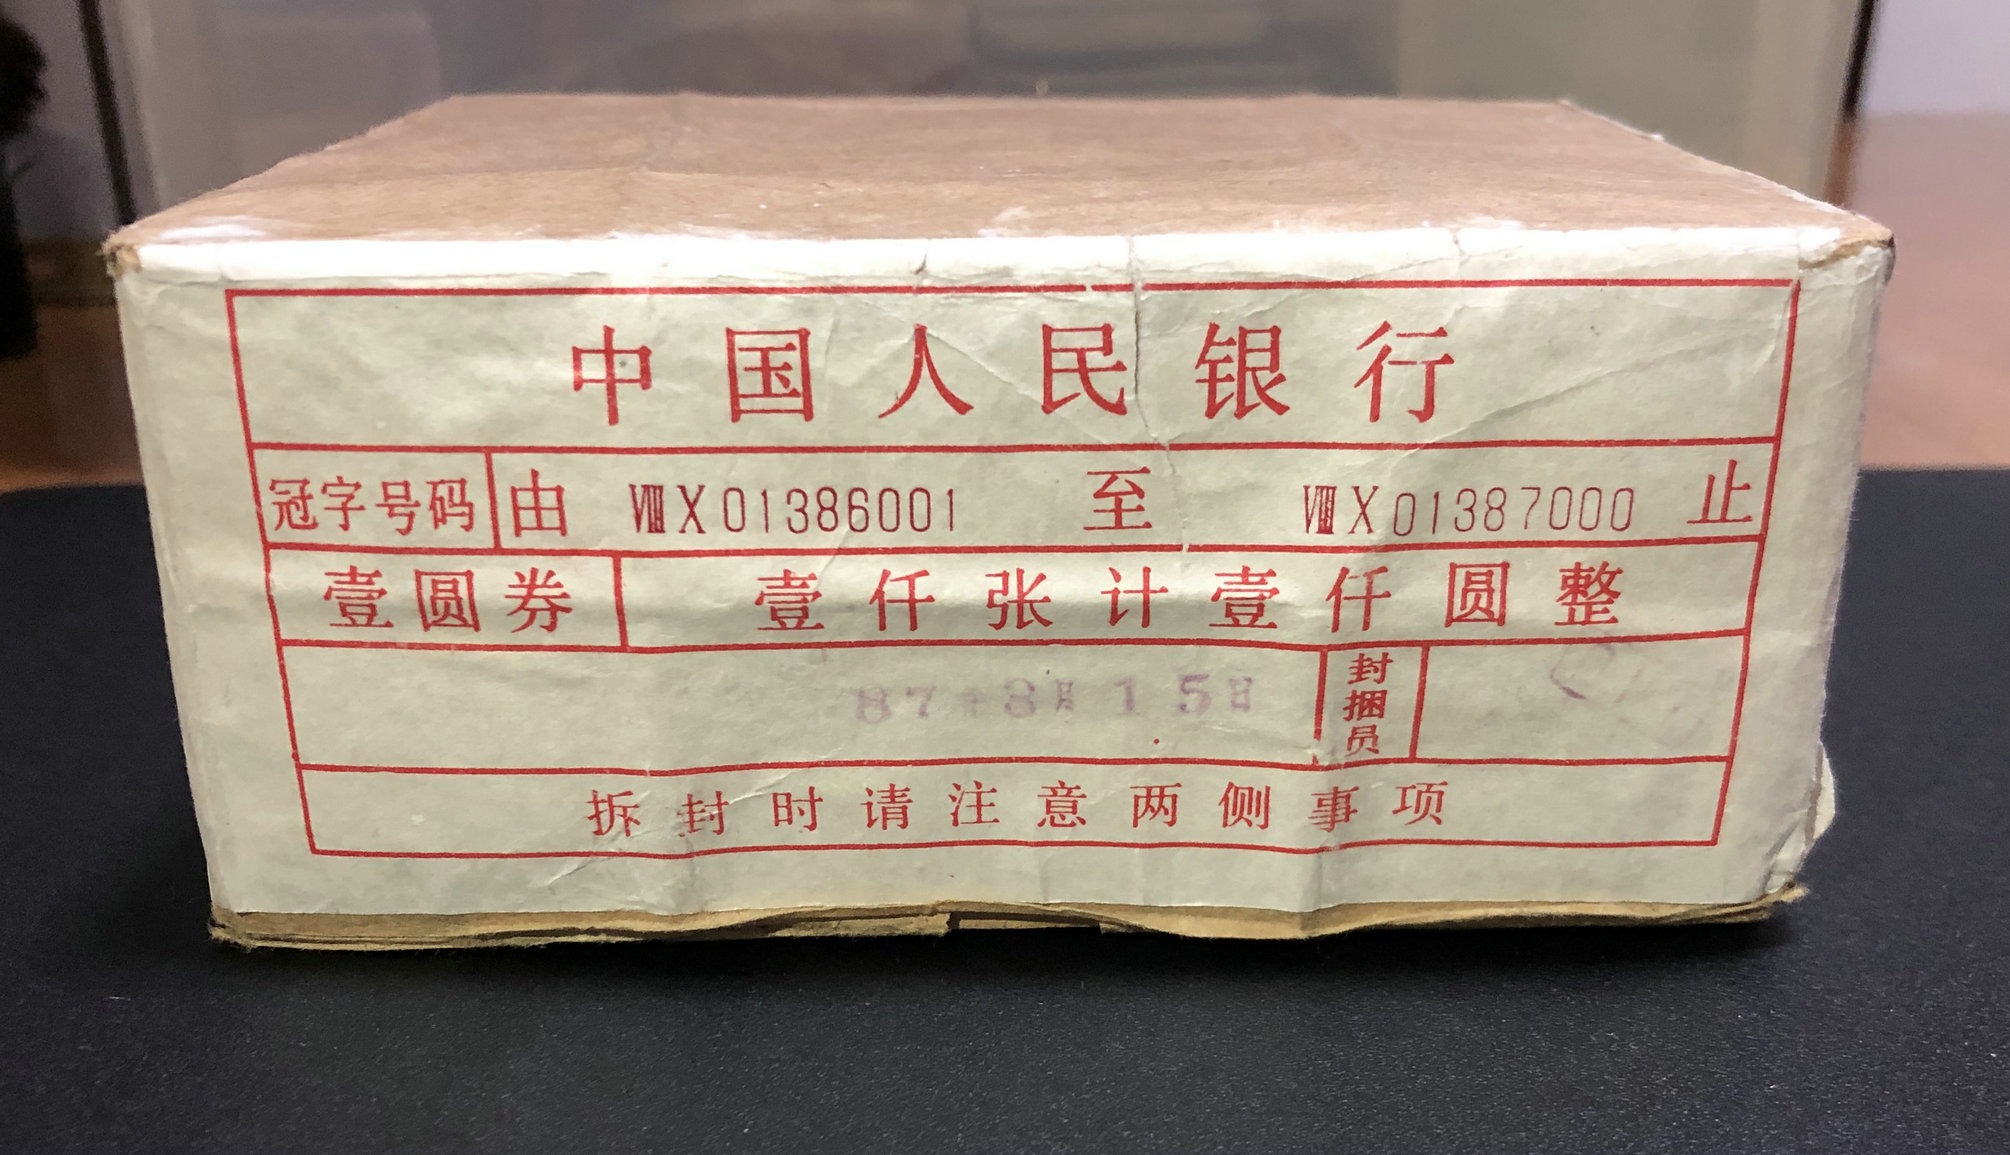 中国人民银行
冠字号码 由 ⅧX01386001 至 ⅧX01387000 止
壹圆券 壹仟张计壹仟圆整
87年8月15日 封捆员
拆封时请注意两侧事项